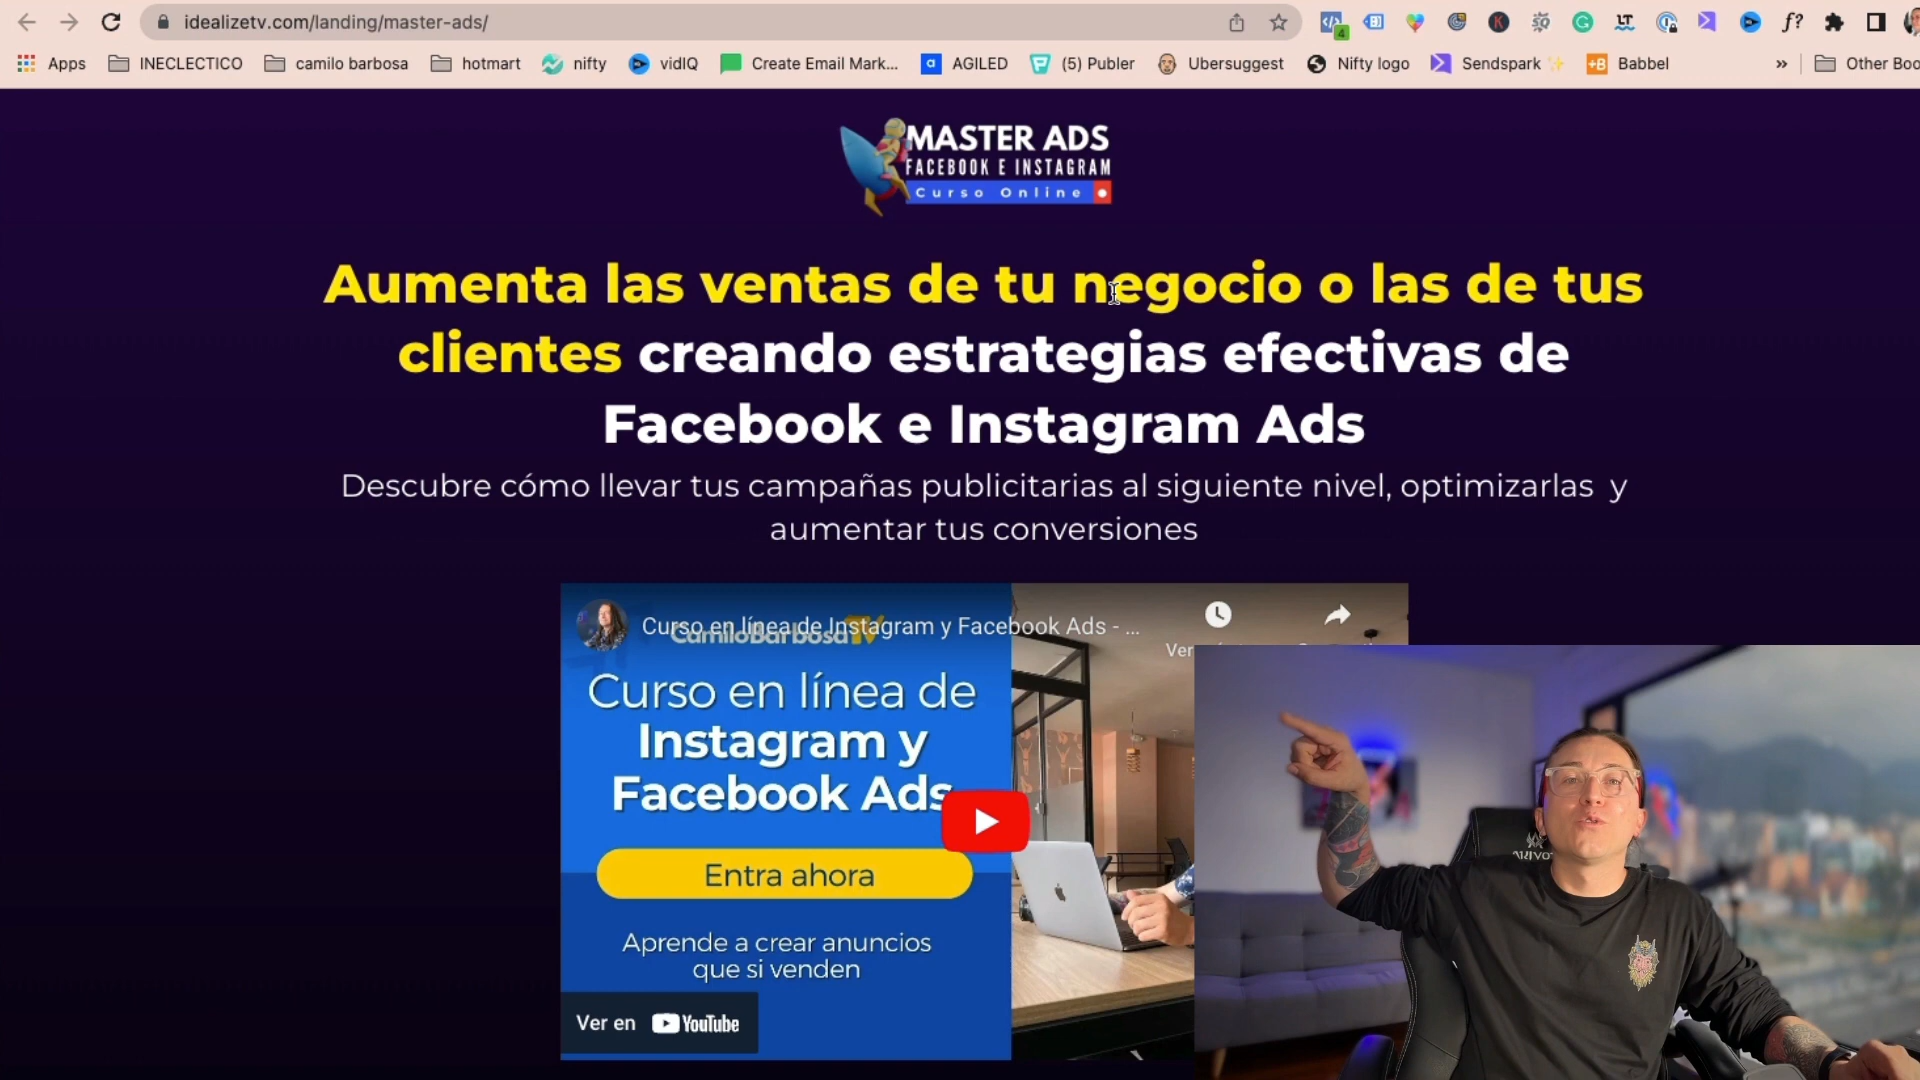 idealizetv.com/landing/master-ads/
4
Apps
INECLECTICO
camilo barbosa
hotmart
nifty
vidIQ
Create Email Mark...
AGILED
(5) Publer
Ubersuggest
Nifty logo
Sendspark
Babbel
»
Other Boo
MASTER ADS
FACEBOOK E INSTAGRAM
Curso Online
Aumenta las ventas de tu negocio o las de tus
clientes creando estrategias efectivas de
Facebook e Instagram Ads
Descubre cómo llevar tus campañas publicitarias al siguiente nivel, optimizarlas y
aumentar tus conversiones
Curso en línea de Instagram y Facebook Ads - ...
CamiloBarbosaTV
Ver
Curso en línea de
Instagram y
Facebook Ads
Entra ahora
Aprende a crear anuncios
que si venden
Ver en YouTube